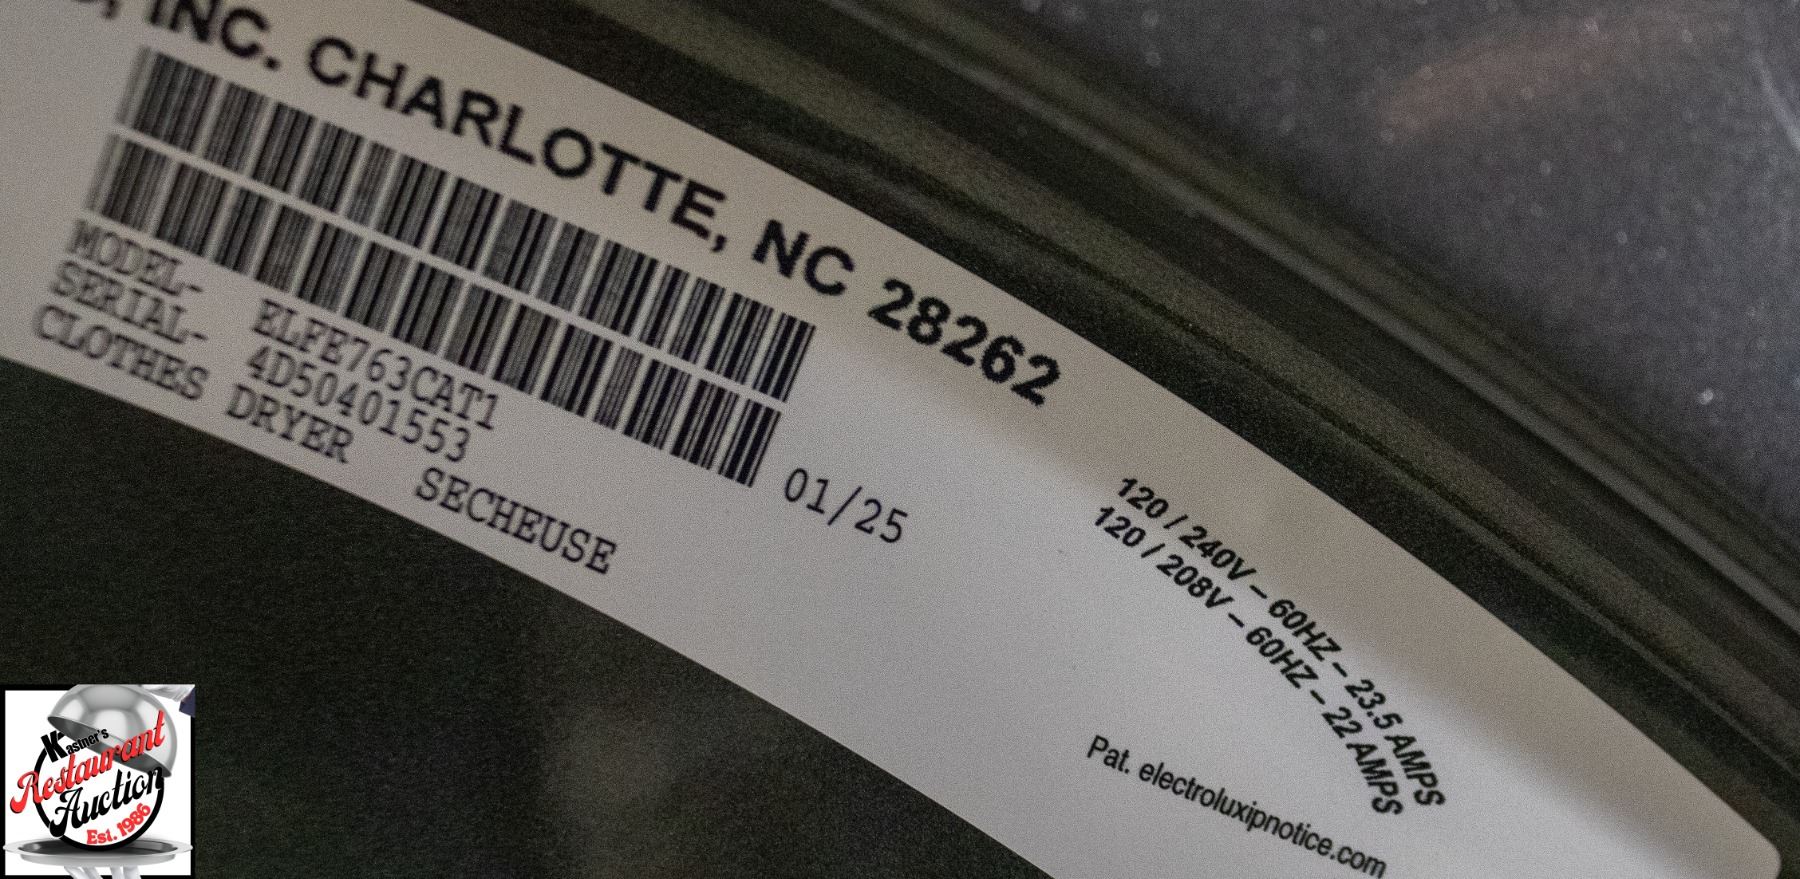 , INC. CHARLOTTE, NC 28262
MODEL- ELFE763CAT1
SERIAL- 4D50401553
CLOTHES DRYER SECHEUSE
01/25
120 / 240V – 60HZ – 23.5 AMPS
120 / 208V – 60HZ – 22 AMPS
Pat. electroluxipnotice.com
Kastner's
Restaurant
Auction
Est. 1986